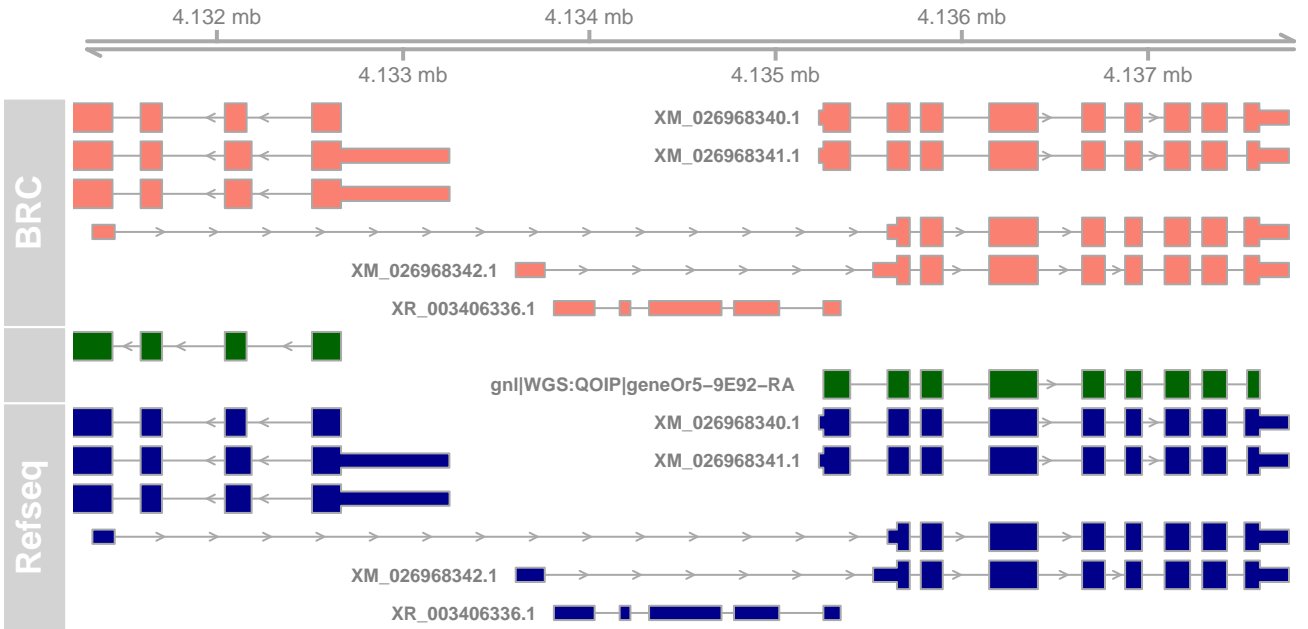 4.132 mb
4.134 mb
4.136 mb
4.133 mb
4.135 mb
4.137 mb
BRC
XM_026968340.1
XM_026968341.1
XM_026968342.1
XR_003406336.1
gnl|WGS:QOIP|geneOr5−9E92−RA
Refseq
XM_026968340.1
XM_026968341.1
XM_026968342.1
XR_003406336.1